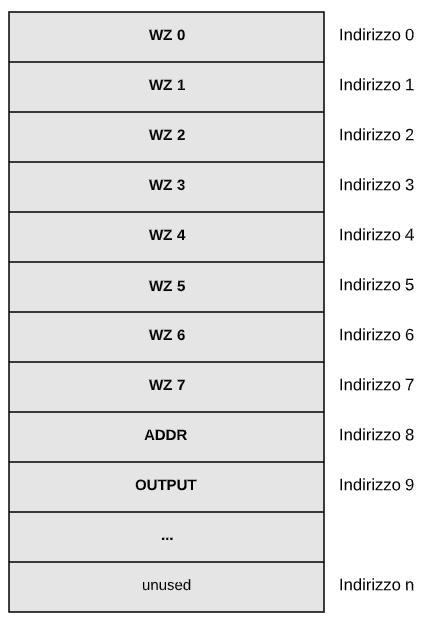 WZ 0 Indirizzo 0
WZ 1 Indirizzo 1
WZ 2 Indirizzo 2
WZ 3 Indirizzo 3
WZ 4 Indirizzo 4
WZ 5 Indirizzo 5
WZ 6 Indirizzo 6
WZ 7 Indirizzo 7
ADDR Indirizzo 8
OUTPUT Indirizzo 9
...
unused Indirizzo n